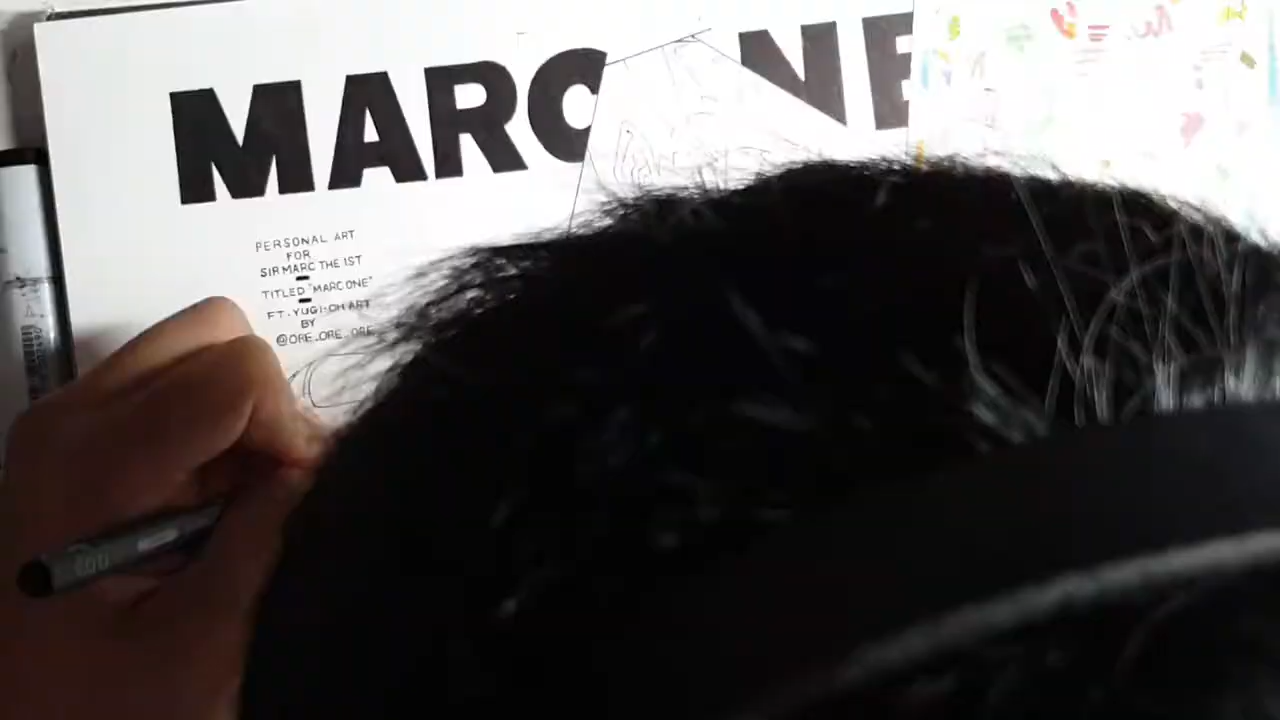 MARC NE
PERSONAL ART
FOR
SIR MARC THE 1ST
TITLED "MARC ONE"
FT. YUGI-OH ART
BY
@ORE_ORE_ORE